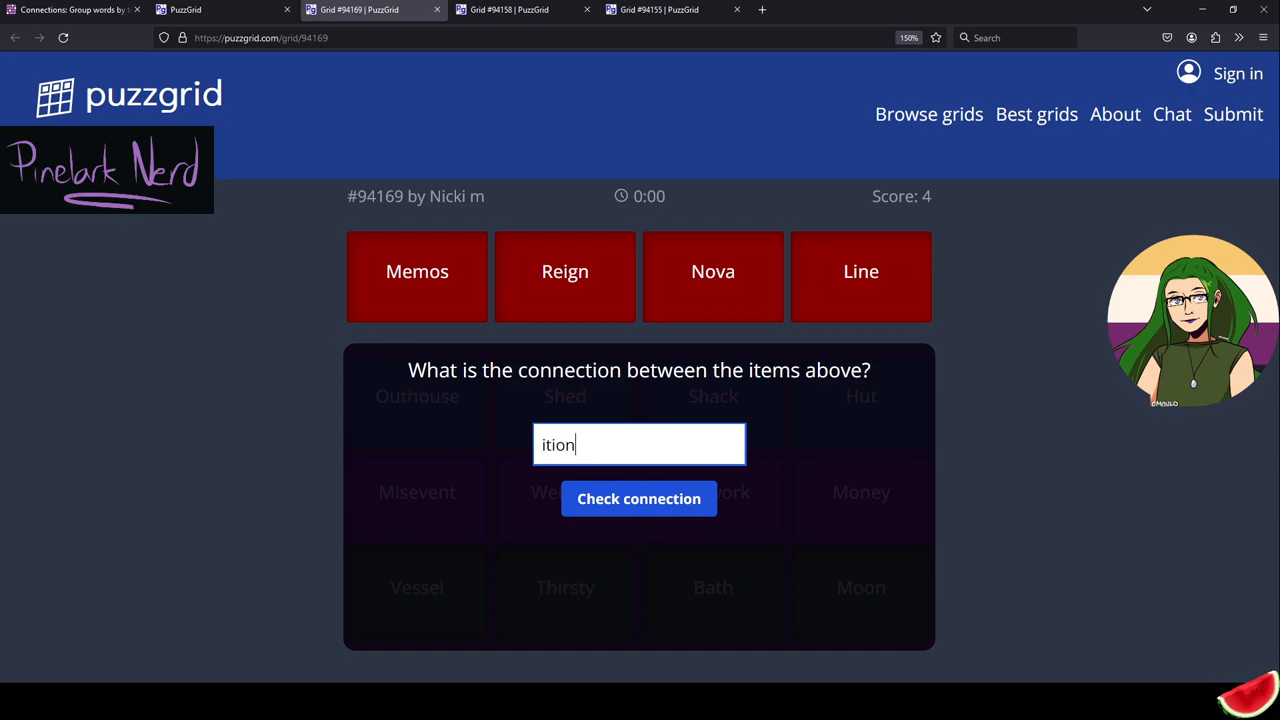 Connections: Group words by t
PuzzGrid
Grid #94169 | PuzzGrid
Grid #94158 | PuzzGrid
Grid #94155 | PuzzGrid
https://puzzgrid.com/grid/94169
150%
Search
puzzgrid
Sign in
Browse grids Best grids About Chat Submit
Pinelark Nerd
#94169 by Nicki m
0:00
Score: 4
Memos
Reign
Nova
Line
What is the connection between the items above?
Outhouse
Shed
Shack
Hut
ition
Misevent
Money
Check connection
Vessel
Thirsty
Bath
Moon